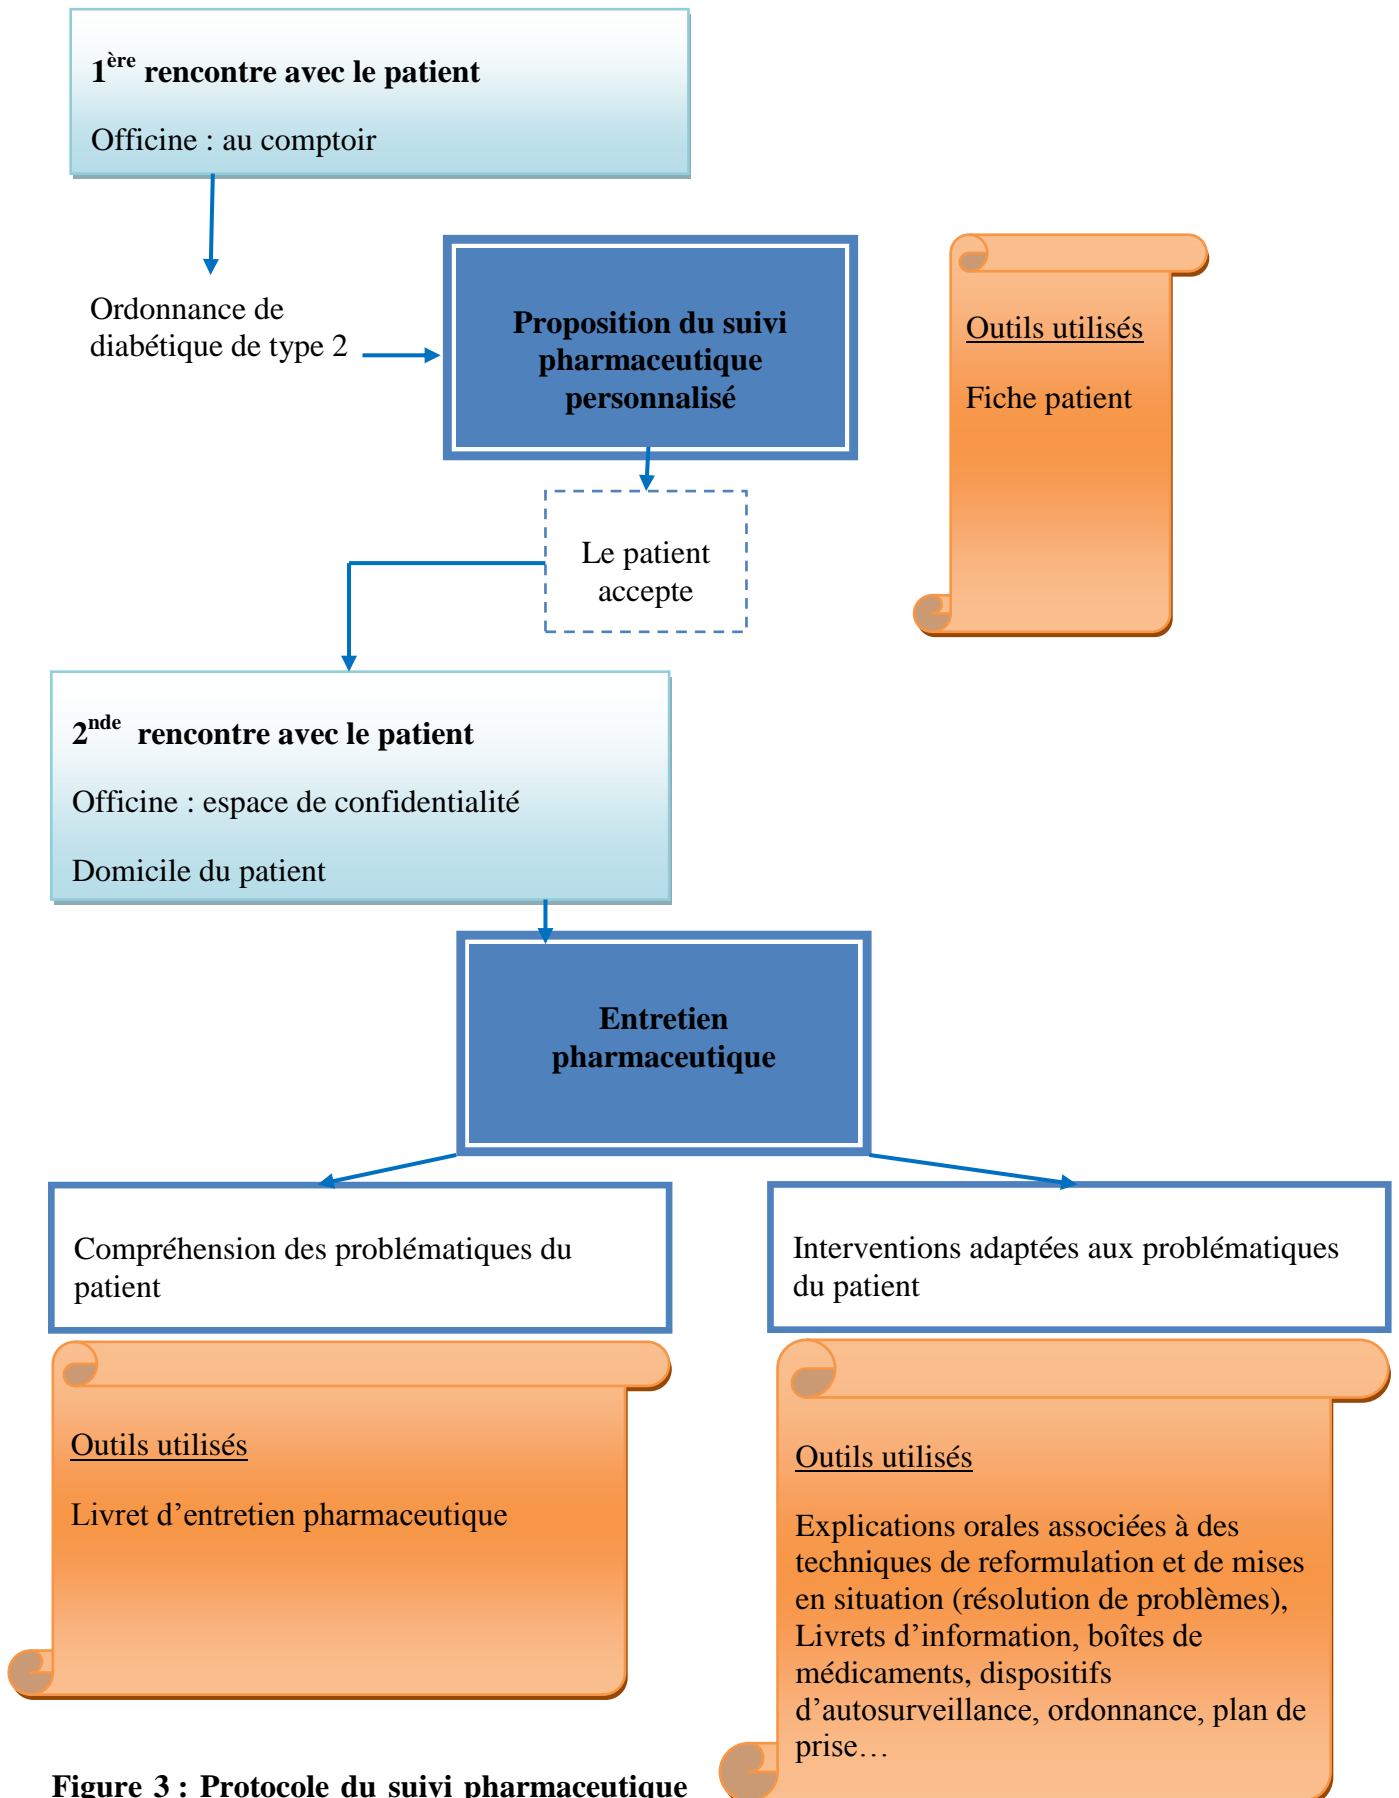 1ère rencontre avec le patient
Officine : au comptoir
Ordonnance de
diabétique de type 2
Proposition du suivi
pharmaceutique
personnalisé
Outils utilisés
Fiche patient
Le patient
accepte
2nde rencontre avec le patient
Officine : espace de confidentialité
Domicile du patient
Entretien
pharmaceutique
Compréhension des problématiques du
patient
Interventions adaptées aux problématiques
du patient
Outils utilisés
Livret d’entretien pharmaceutique
Outils utilisés
Explications orales associées à des
techniques de reformulation et de mises
en situation (résolution de problèmes),
Livrets d’information, boîtes de
médicaments, dispositifs
d’autosurveillance, ordonnance, plan de
prise…
Figure 3 : Protocole du suivi pharmaceutique